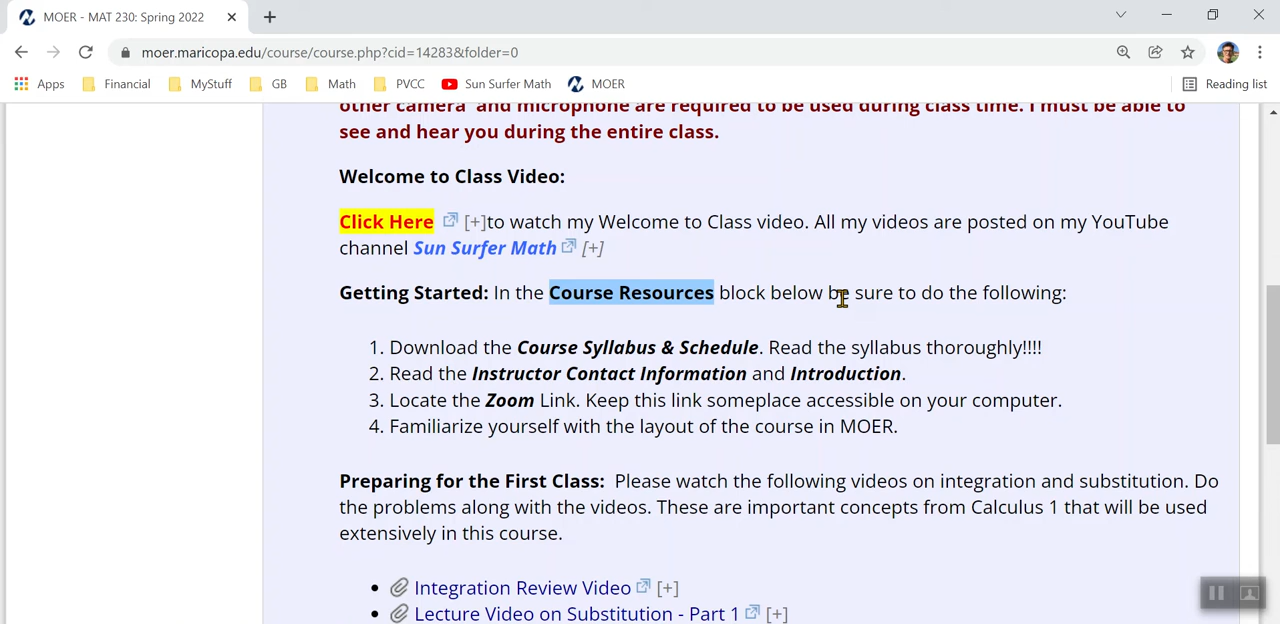 MOER - MAT 230: Spring 2022
moer.maricopa.edu/course/course.php?cid=14283&folder=0
Apps Financial MyStuff GB Math PVCC Sun Surfer Math MOER Reading list
other camera and microphone are required to be used during class time. I must be able to
see and hear you during the entire class.
Welcome to Class Video:
Click Here [+]to watch my Welcome to Class video. All my videos are posted on my YouTube
channel Sun Surfer Math [+]
Getting Started: In the Course Resources block below be sure to do the following:
1. Download the Course Syllabus & Schedule. Read the syllabus thoroughly!!!!
2. Read the Instructor Contact Information and Introduction.
3. Locate the Zoom Link. Keep this link someplace accessible on your computer.
4. Familiarize yourself with the layout of the course in MOER.
Preparing for the First Class: Please watch the following videos on integration and substitution. Do
the problems along with the videos. These are important concepts from Calculus 1 that will be used
extensively in this course.
• Integration Review Video [+]
• Lecture Video on Substitution - Part 1 [+]